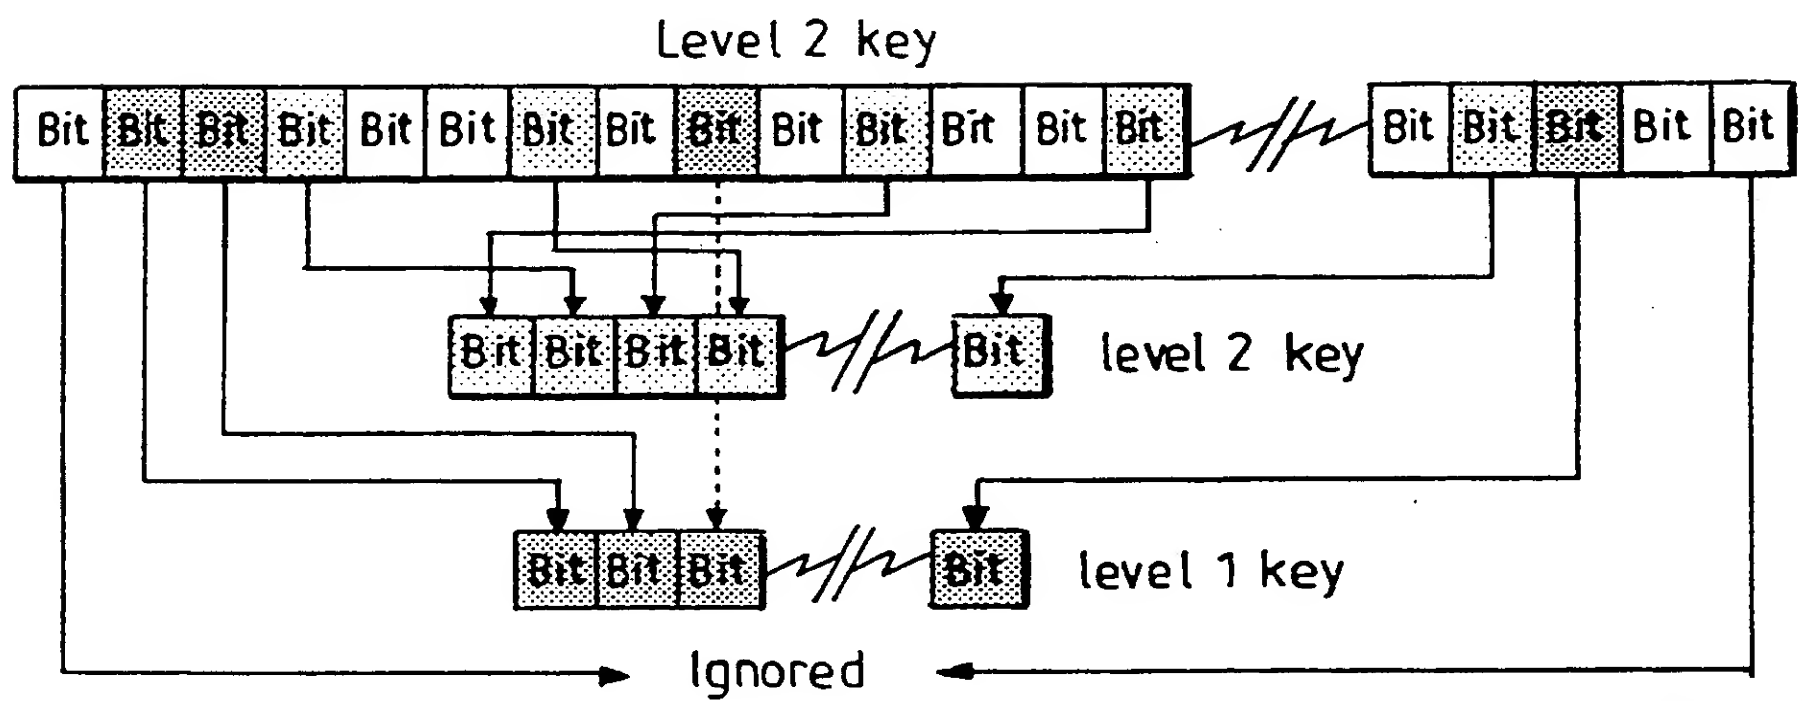 Level 2 key
Bit Bit Bit Bit Bit Bit Bit Bit Bit Bit Bit Bit Bit Bit Bit Bit Bit Bit Bit
Bit Bit Bit Bit Bit level 2 key
Bit Bit Bit Bit level 1 key
Ignored